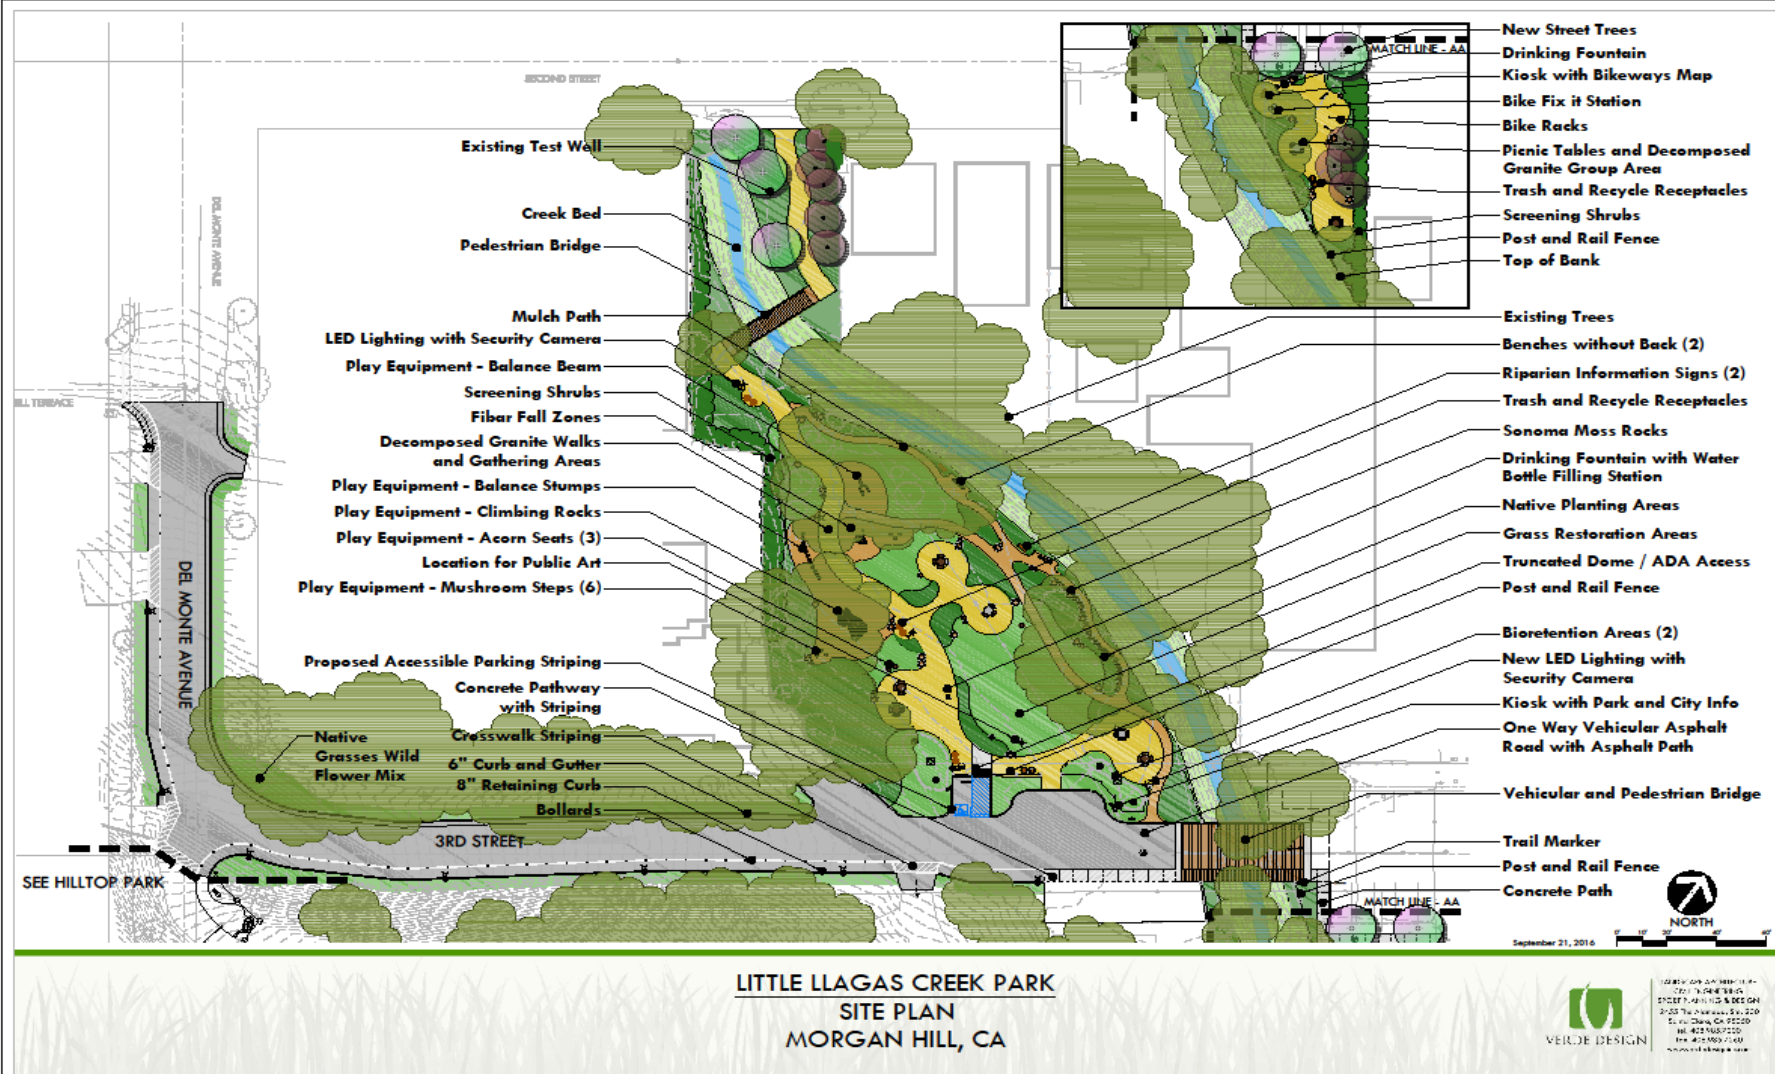 SECOND STREET
DEL MONTE AVENUE
Existing Test Well
Creek Bed
Pedestrian Bridge
Mulch Path
LED Lighting with Security Camera
Play Equipment - Balance Beam
Screening Shrubs
Fibar Fall Zones
Decomposed Granite Walks
and Gathering Areas
Play Equipment - Balance Stumps
Play Equipment - Climbing Rocks
Play Equipment - Acorn Seats (3)
Location for Public Art
Play Equipment - Mushroom Steps (6)
Proposed Accessible Parking Striping
Concrete Pathway
with Striping
Crosswalk Striping
6" Curb and Gutter
8" Retaining Curb
Bollards
Native
Grasses Wild
Flower Mix
DEL MONTE AVENUE
3RD STREET
SEE HILLTOP PARK
MATCH LINE - AA
New Street Trees
Drinking Fountain
Kiosk with Bikeways Map
Bike Fix it Station
Bike Racks
Picnic Tables and Decomposed
Granite Group Area
Trash and Recycle Receptacles
Screening Shrubs
Post and Rail Fence
Top of Bank
Existing Trees
Benches without Back (2)
Riparian Information Signs (2)
Trash and Recycle Receptacles
Sonoma Moss Rocks
Drinking Fountain with Water
Bottle Filling Station
Native Planting Areas
Grass Restoration Areas
Truncated Dome / ADA Access
Post and Rail Fence
Bioretention Areas (2)
New LED Lighting with
Security Camera
Kiosk with Park and City Info
One Way Vehicular Asphalt
Road with Asphalt Path
Vehicular and Pedestrian Bridge
Trail Marker
Post and Rail Fence
Concrete Path
MATCH LINE - AA
NORTH
September 21, 2016
LITTLE LLAGAS CREEK PARK
SITE PLAN
MORGAN HILL, CA
VERDE DESIGN